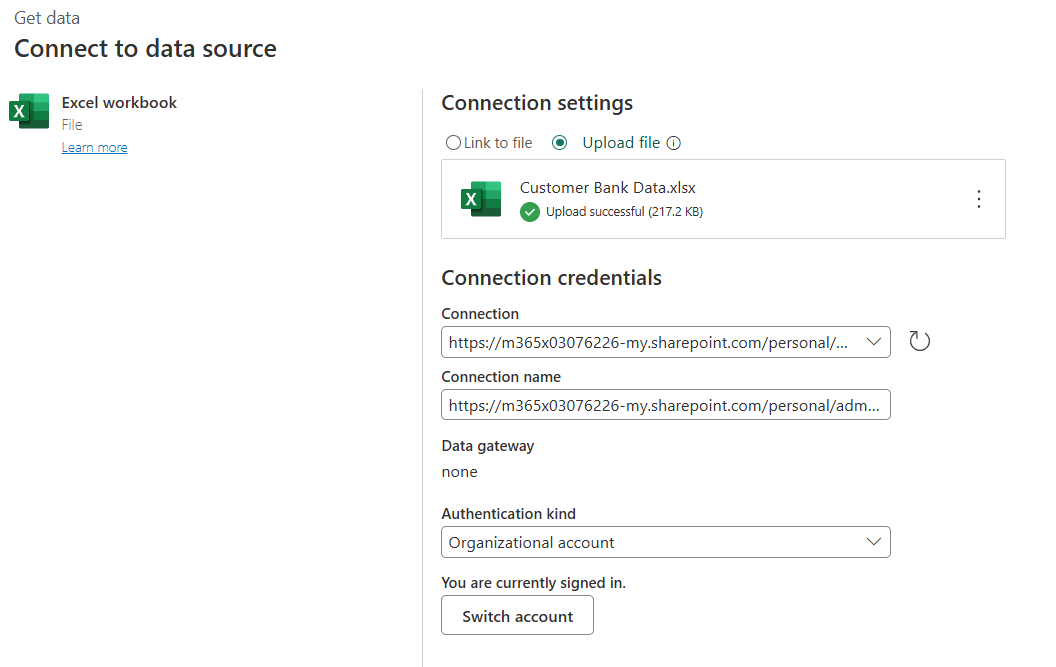 Get data
Connect to data source
Excel workbook
File
Learn more
Connection settings
Link to file
Upload file
Customer Bank Data.xlsx
Upload successful (217.2 KB)
Connection credentials
Connection
https://m365x03076226-my.sharepoint.com/personal/...
Connection name
https://m365x03076226-my.sharepoint.com/personal/adm...
Data gateway
none
Authentication kind
Organizational account
You are currently signed in.
Switch account